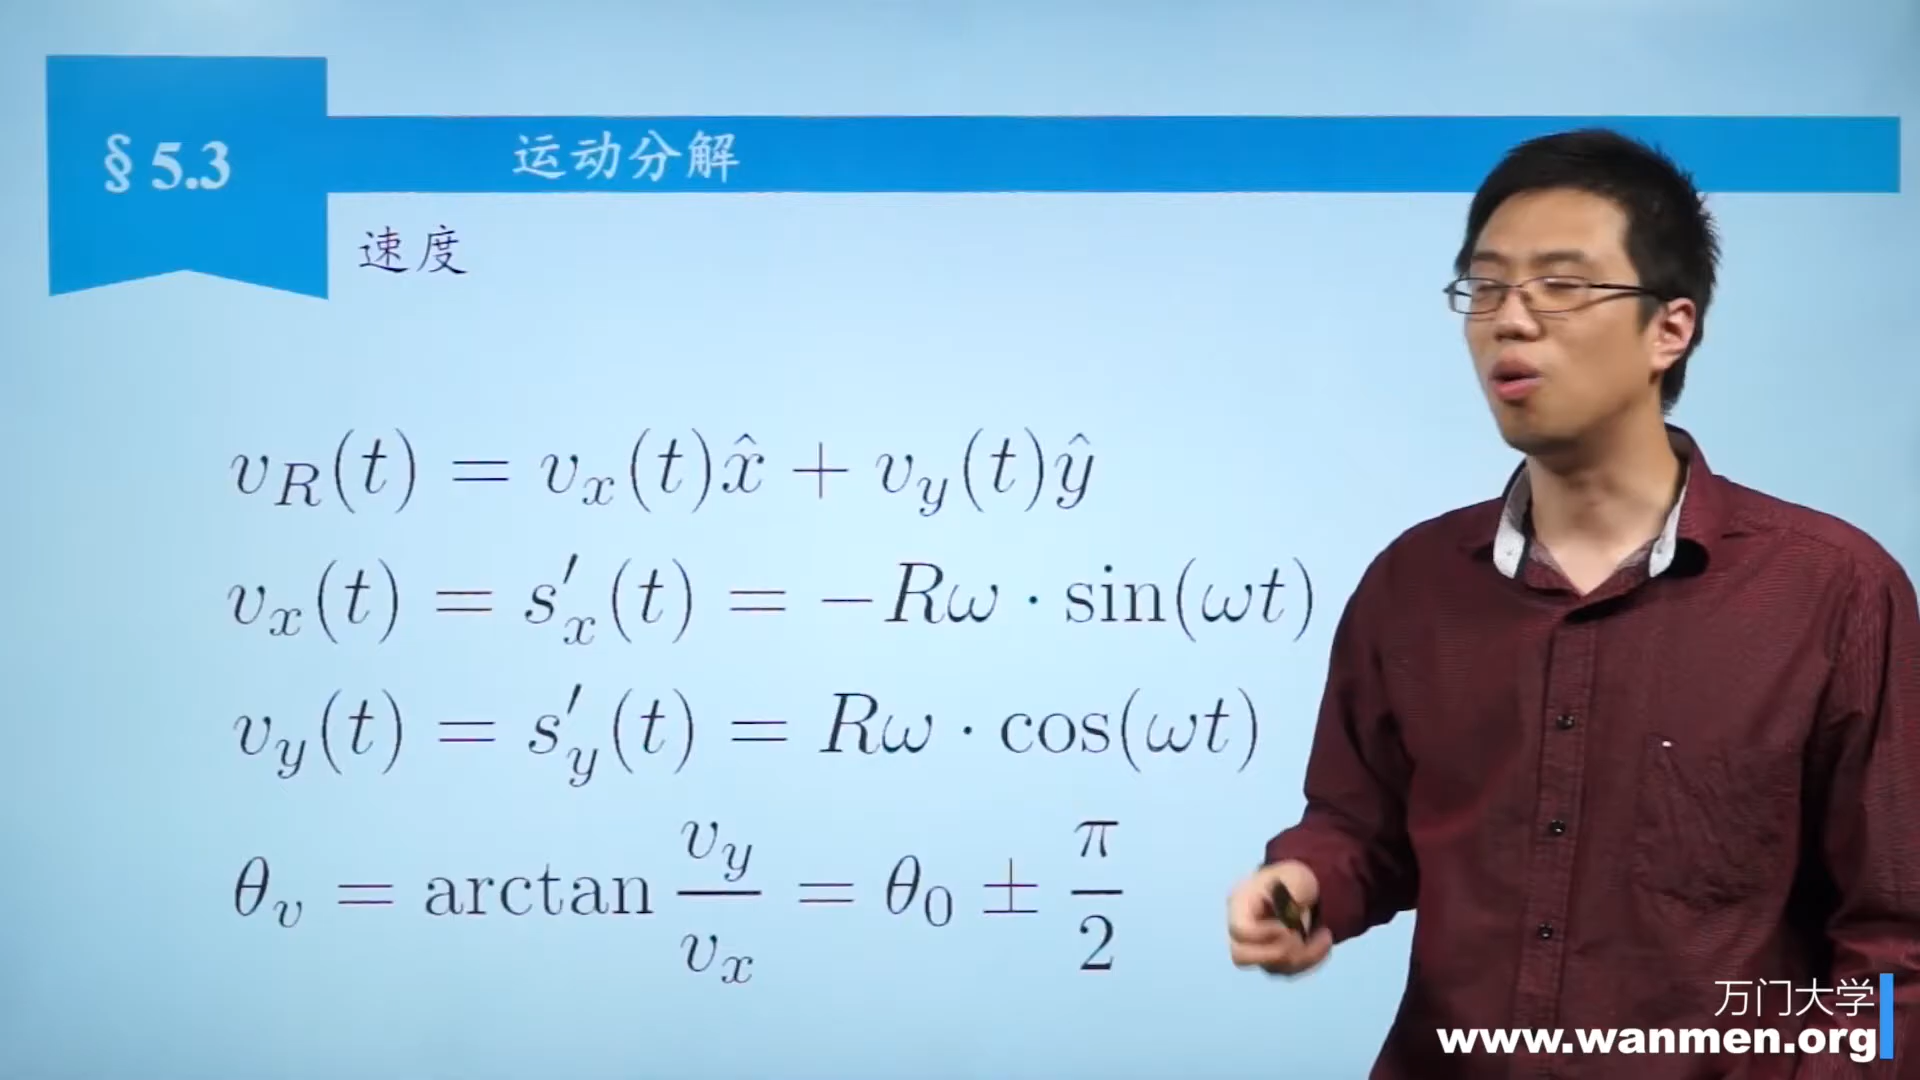 § 5.3
运动分解
速度
v_R(t) = v_x(t)x̂ + v_y(t)ŷ
v_x(t) = s′_x(t) = −Rω · sin(ωt)
v_y(t) = s′_y(t) = Rω · cos(ωt)
θ_v = arctan v_y/v_x = θ_0 ± π/2
万门大学
www.wanmen.org